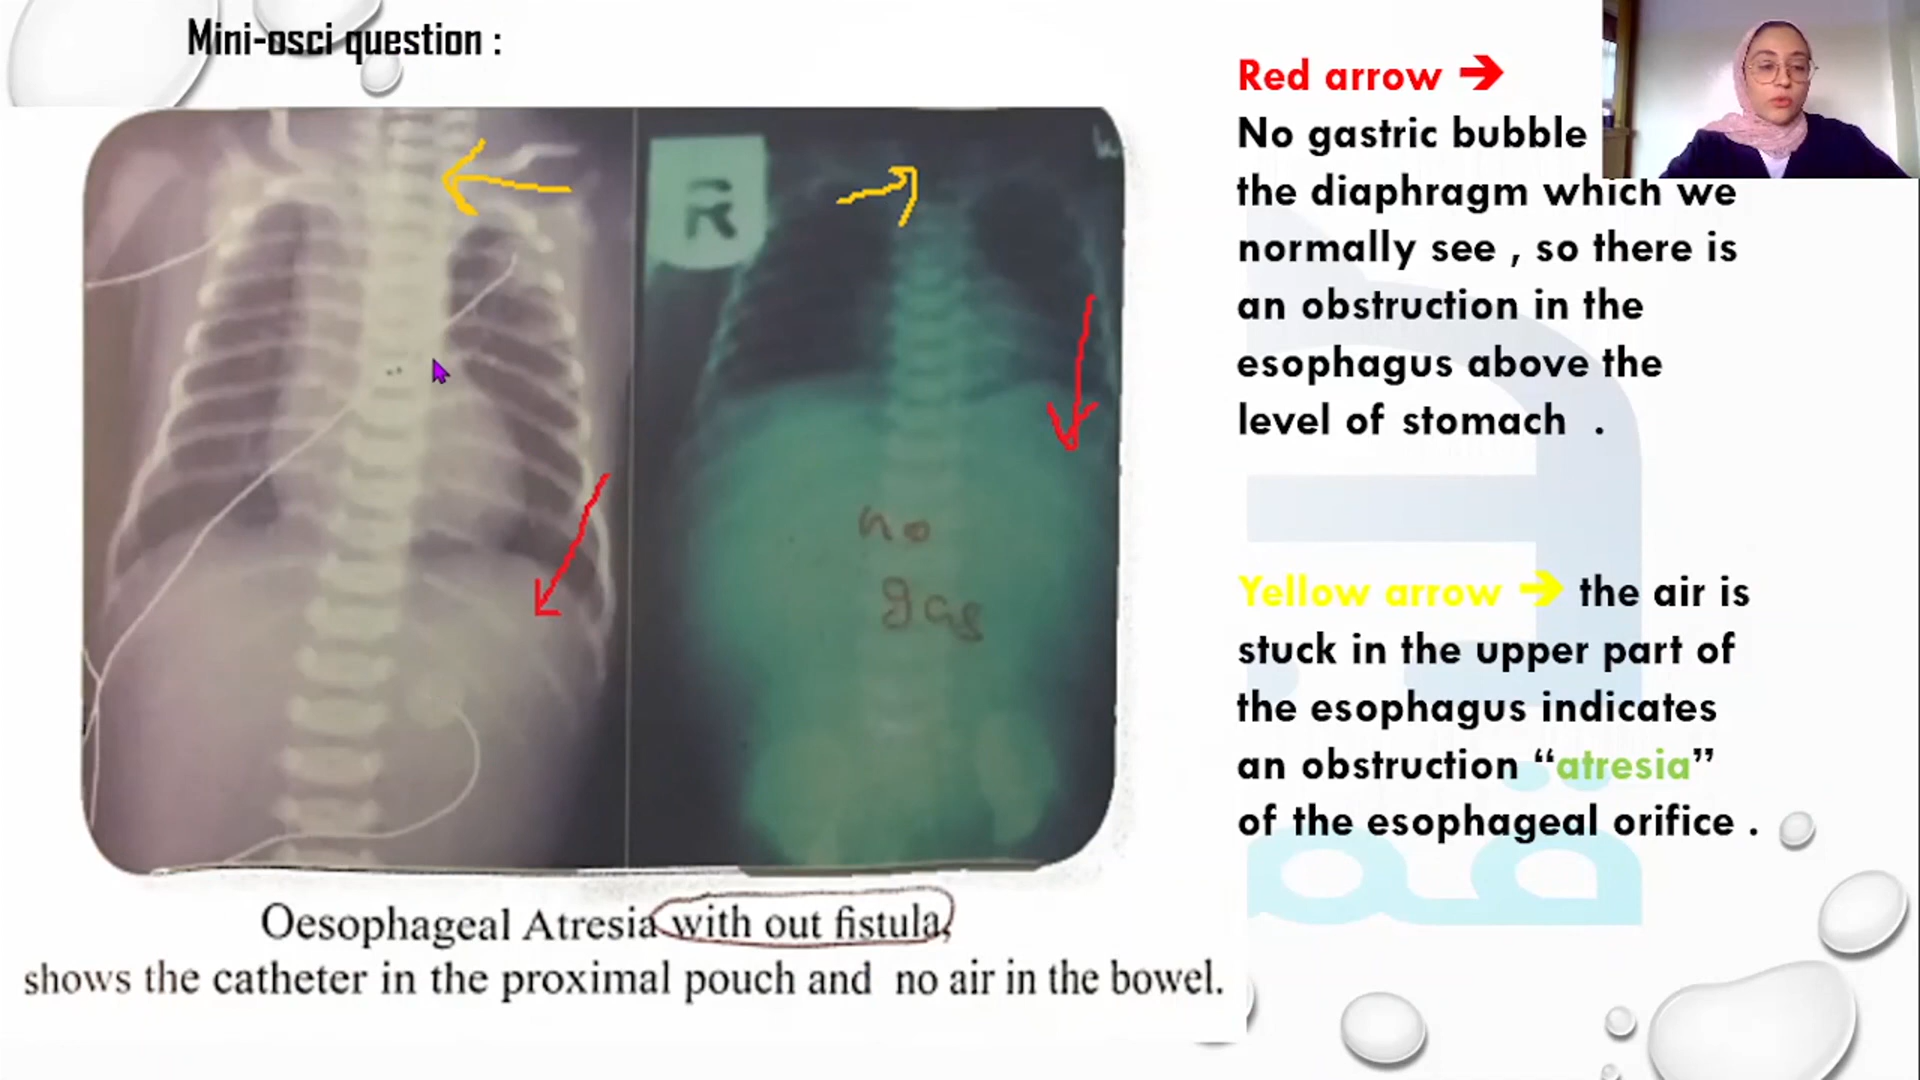 Mini-osci question :
Red arrow →
No gastric bubble
the diaphragm which we
normally see , so there is
an obstruction in the
esophagus above the
level of stomach .
Yellow arrow → the air is
stuck in the upper part of
the esophagus indicates
an obstruction “atresia”
of the esophageal orifice .
R
no
gas
Oesophageal Atresia with out fistula,
shows the catheter in the proximal pouch and no air in the bowel.